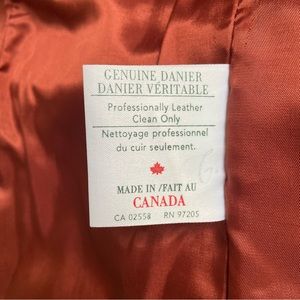 GENUINE DANIER
DANIER VÉRITABLE
Professionally Leather
Clean Only
Nettoyage professionnel
du cuir seulement.
MADE IN /FAIT AU
CANADA
CA 02558 RN 97205